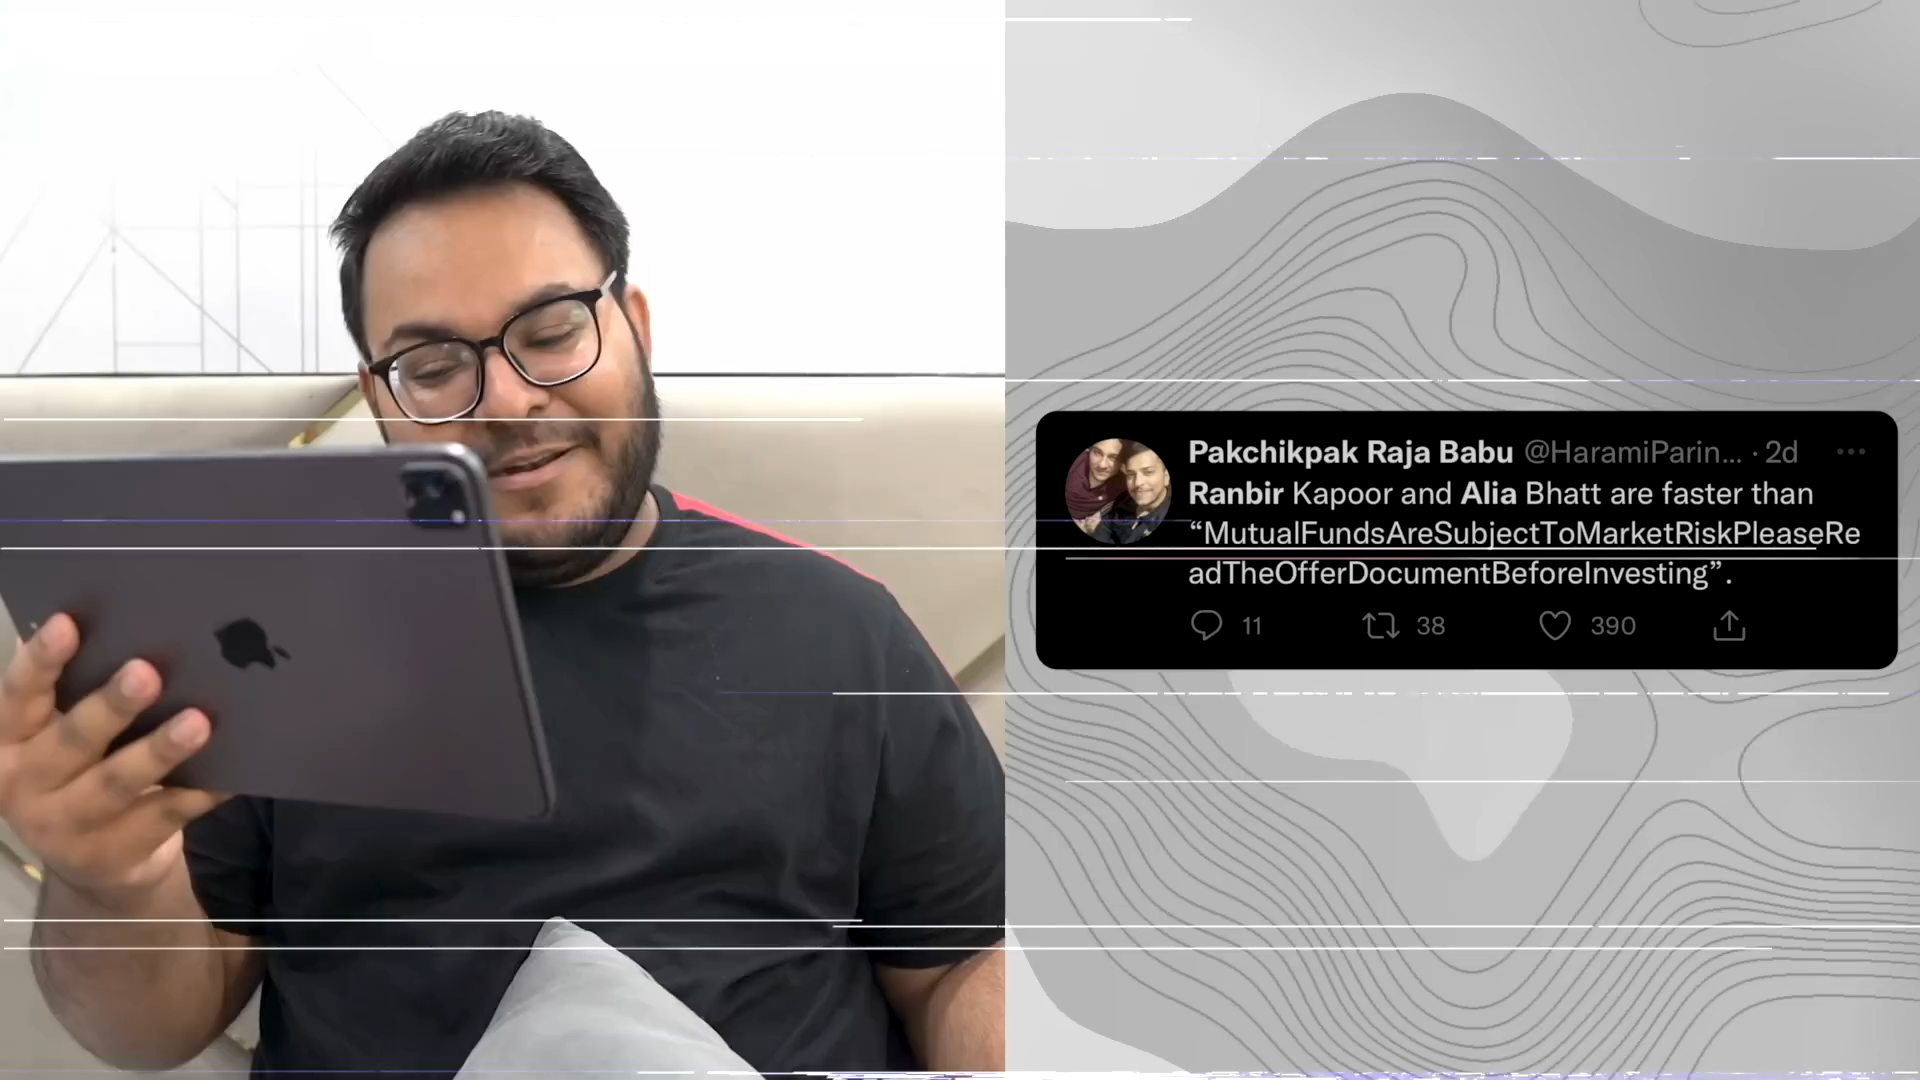 Pakchikpak Raja Babu @HaramiParin... · 2d
Ranbir Kapoor and Alia Bhatt are faster than
“MutualFundsAreSubjectToMarketRiskPleaseRe
adTheOfferDocumentBeforeInvesting”.
11 38 390